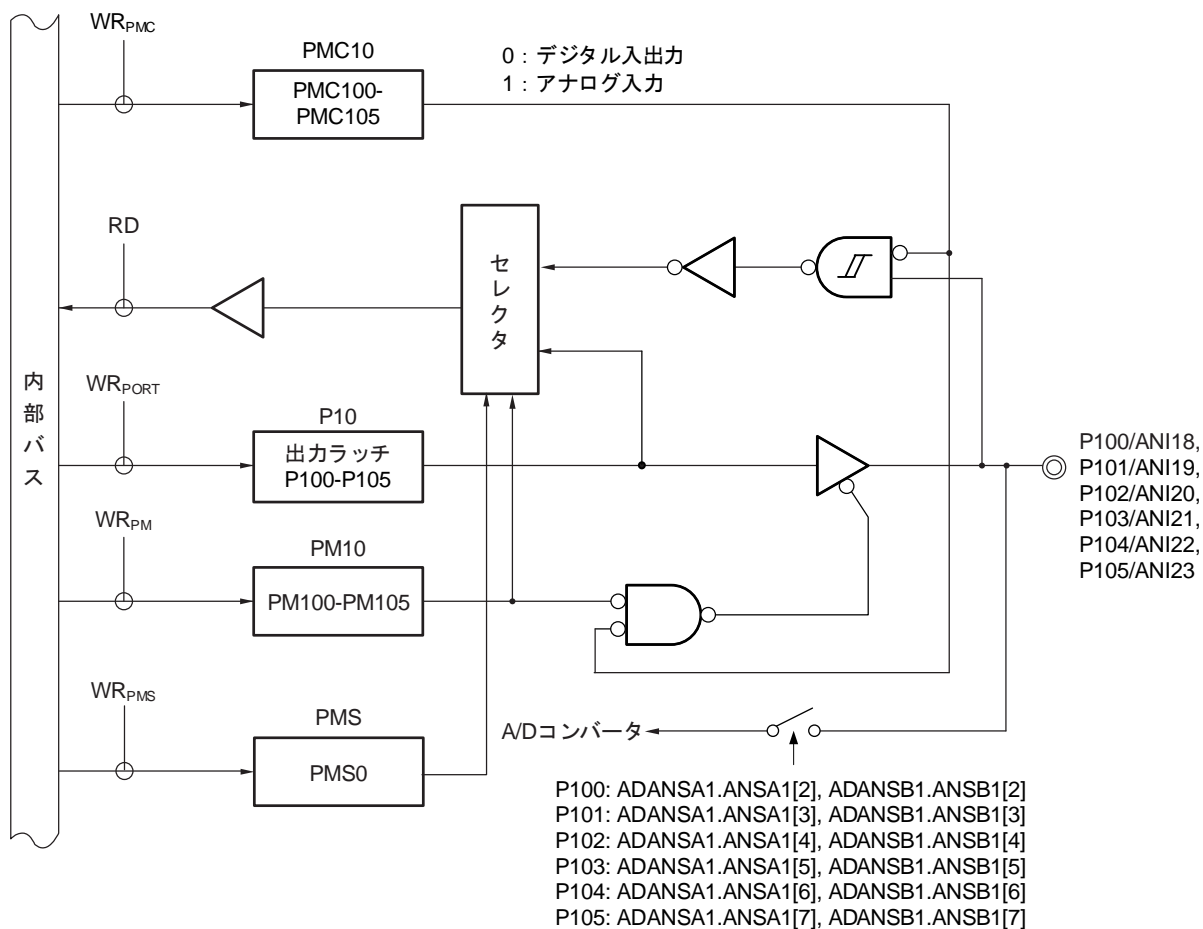 WRPMC
PMC10
0：デジタル入出力
1：アナログ入力
PMC100-
PMC105
RD
セレクタ
内部バス
WRPORT
P10
出力ラッチ
P100-P105
P100/ANI18,
P101/ANI19,
P102/ANI20,
P103/ANI21,
P104/ANI22,
P105/ANI23
WRPM
PM10
PM100-PM105
WRPMS
PMS
PMS0
A/Dコンバータ
P100: ADANSA1.ANSA1[2], ADANSB1.ANSB1[2]
P101: ADANSA1.ANSA1[3], ADANSB1.ANSB1[3]
P102: ADANSA1.ANSA1[4], ADANSB1.ANSB1[4]
P103: ADANSA1.ANSA1[5], ADANSB1.ANSB1[5]
P104: ADANSA1.ANSA1[6], ADANSB1.ANSB1[6]
P105: ADANSA1.ANSA1[7], ADANSB1.ANSB1[7]